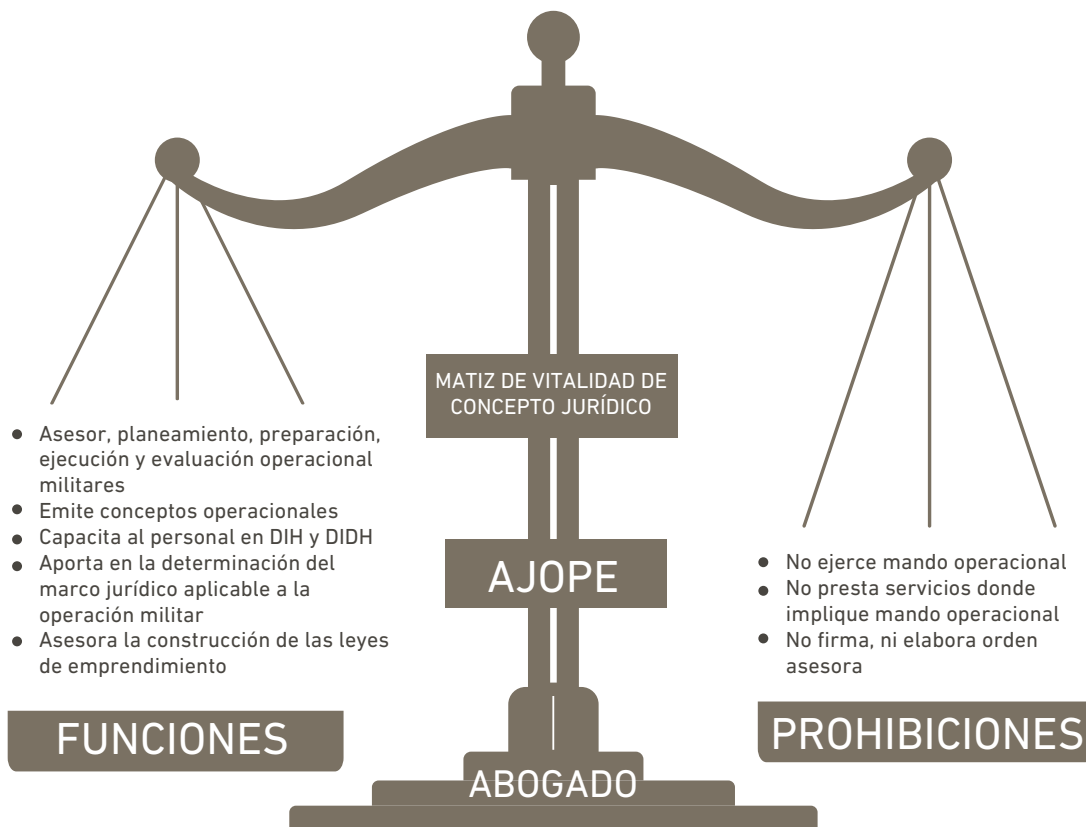 MATIZ DE VITALIDAD DE
CONCEPTO JURÍDICO
● Asesor, planeamiento, preparación,
ejecución y evaluación operacional
militares
● Emite conceptos operacionales
● Capacita al personal en DIH y DIDH
● Aporta en la determinación del
marco jurídico aplicable a la
operación militar
● Asesora la construcción de las leyes
de emprendimiento
FUNCIONES
AJOPE
● No ejerce mando operacional
● No presta servicios donde
implique mando operacional
● No firma, ni elabora orden
asesora
PROHIBICIONES
ABOGADO